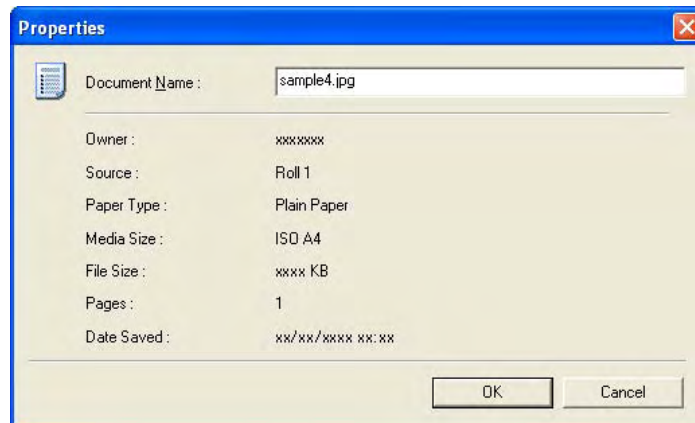 Properties
Document Name : sample4.jpg
Owner : xxxxxxx
Source : Roll 1
Paper Type : Plain Paper
Media Size : ISO A4
File Size : xxxx KB
Pages : 1
Date Saved : xx/xx/xxxx xx:xx
OK Cancel